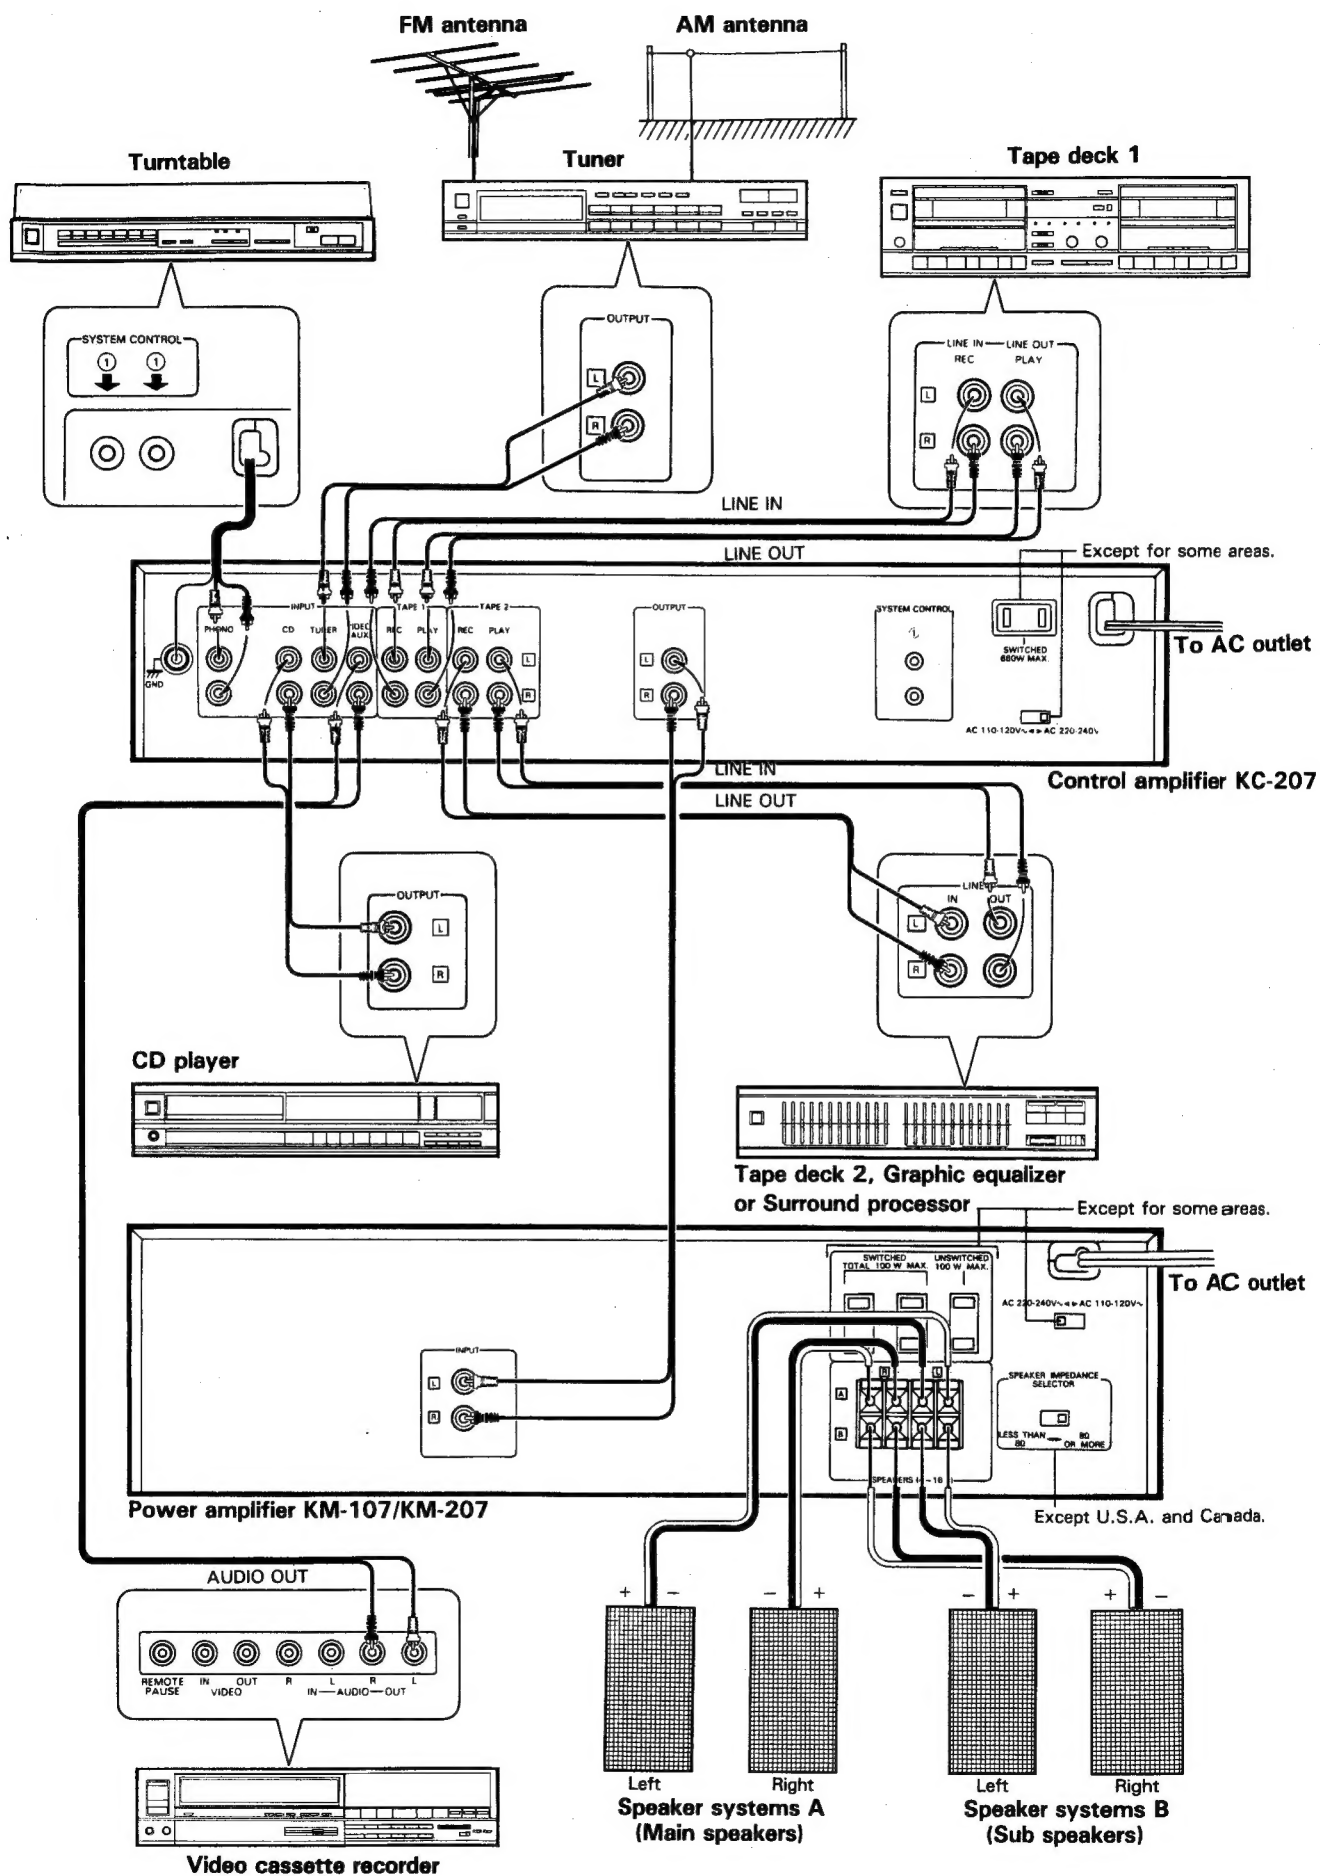 FM antenna
AM antenna
Turntable
Tuner
Tape deck 1
SYSTEM CONTROL
1 1
OUTPUT
L
R
LINE IN LINE OUT
REC PLAY
L
R
LINE IN
LINE OUT
Except for some areas.
INPUT TAPE 1 TAPE 2
PHONO CD TUNER VIDEO AUX REC PLAY REC PLAY
L
R
GND
OUTPUT
L
R
SYSTEM CONTROL
SWITCHED
660W MAX.
AC 110-120V~ AC 220-240V~
To AC outlet
Control amplifier KC-207
LINE IN
LINE OUT
OUTPUT
L
R
LINE
IN OUT
L
R
CD player
Tape deck 2, Graphic equalizer
or Surround processor
Except for some areas.
SWITCHED
TOTAL 100 W MAX.
UNSWITCHED
100 W MAX.
To AC outlet
AC 220-240V~ AC 110-120V~
INPUT
L
R
R L
A
B
SPEAKERS
SPEAKER IMPEDANCE
SELECTOR
LESS THAN
8Ω
8Ω
OR MORE
Power amplifier KM-107/KM-207
Except U.S.A. and Canada.
AUDIO OUT
REMOTE
PAUSE
IN OUT
VIDEO
R L R L
IN AUDIO OUT
+ - - + - + + -
Left Right Left Right
Speaker systems A
(Main speakers)
Speaker systems B
(Sub speakers)
Video cassette recorder